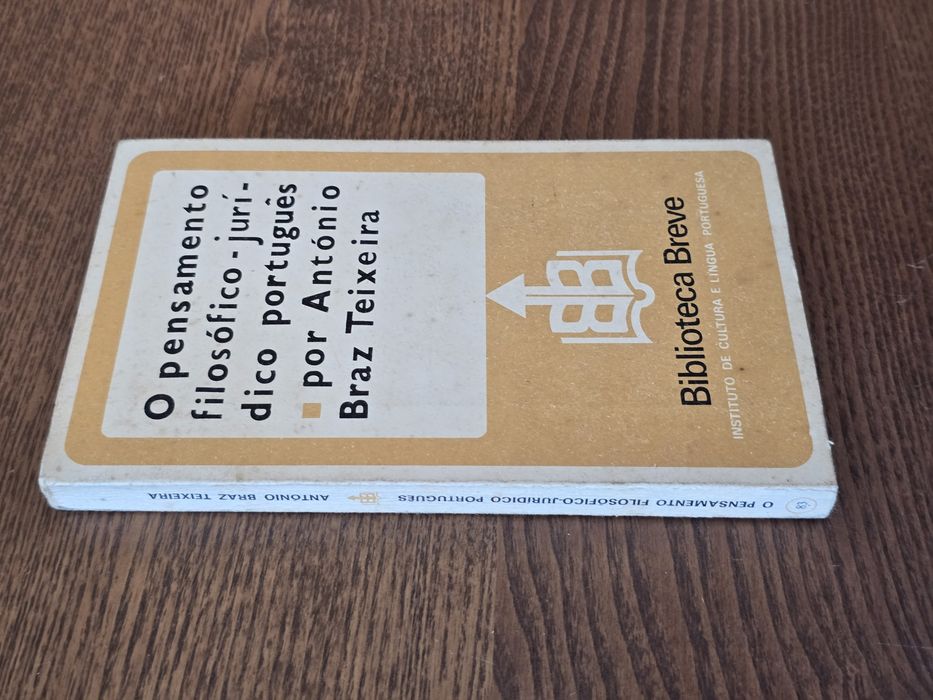 O pensamento
filosófico-jurí-
dico português
por António
Braz Teixeira
Biblioteca Breve
INSTITUTO DE CULTURA E LÍNGUA PORTUGUESA
O PENSAMENTO FILOSÓFICO-JURÍDICO PORTUGUÊS
ANTÓNIO BRAZ TEIXEIRA